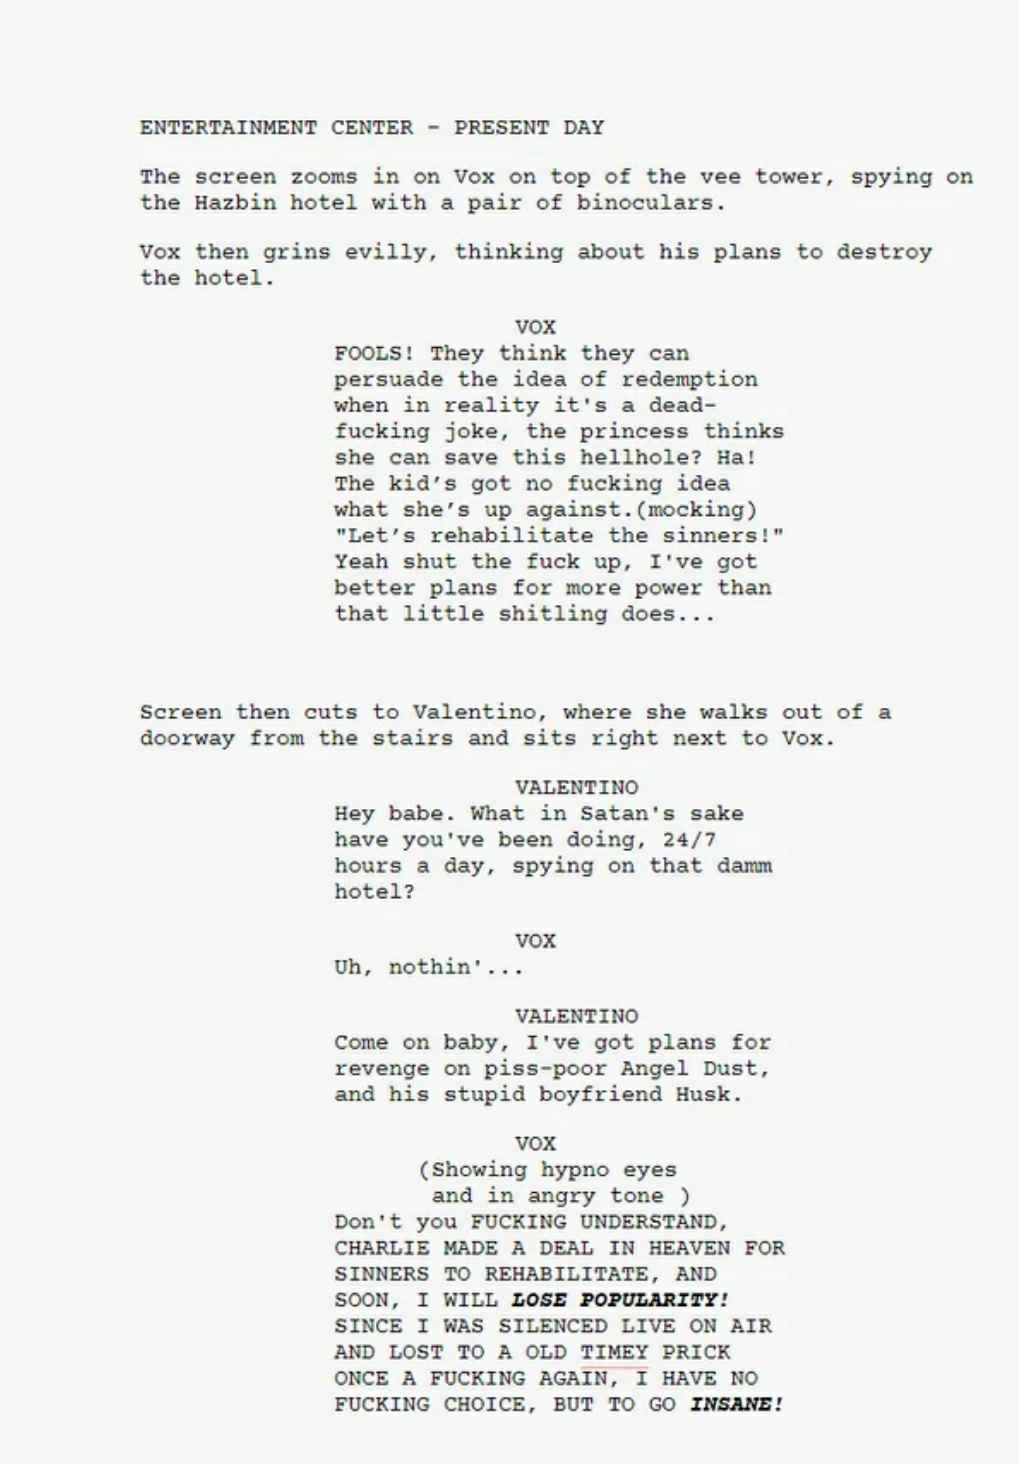 ENTERTAINMENT CENTER - PRESENT DAY
The screen zooms in on Vox on top of the vee tower, spying on
the Hazbin hotel with a pair of binoculars.
Vox then grins evilly, thinking about his plans to destroy
the hotel.
VOX
FOOLS! They think they can
persuade the idea of redemption
when in reality it's a dead-
fucking joke, the princess thinks
she can save this hellhole? Ha!
The kid’s got no fucking idea
what she’s up against.(mocking)
"Let’s rehabilitate the sinners!"
Yeah shut the fuck up, I've got
better plans for more power than
that little shitling does...
Screen then cuts to Valentino, where she walks out of a
doorway from the stairs and sits right next to Vox.
VALENTINO
Hey babe. What in Satan's sake
have you've been doing, 24/7
hours a day, spying on that damm
hotel?
VOX
Uh, nothin'...
VALENTINO
Come on baby, I've got plans for
revenge on piss-poor Angel Dust,
and his stupid boyfriend Husk.
VOX
(Showing hypno eyes
and in angry tone )
Don't you FUCKING UNDERSTAND,
CHARLIE MADE A DEAL IN HEAVEN FOR
SINNERS TO REHABILITATE, AND
SOON, I WILL LOSE POPULARITY!
SINCE I WAS SILENCED LIVE ON AIR
AND LOST TO A OLD TIMEY PRICK
ONCE A FUCKING AGAIN, I HAVE NO
FUCKING CHOICE, BUT TO GO INSANE!